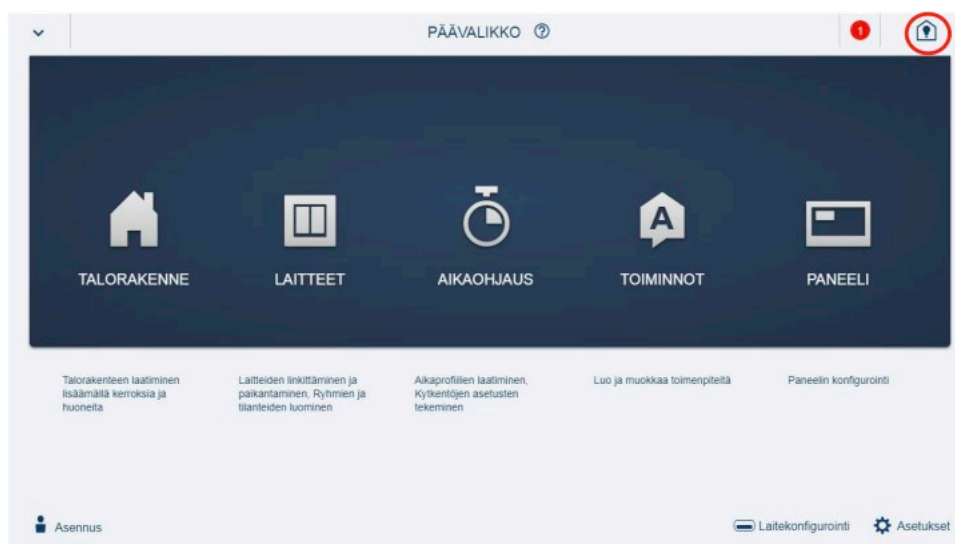 PÄÄVALIKKO ?
1
A
TALORAKENNE
LAITTEET
AIKAOHJAUS
TOIMINNOT
PANEELI
Talorakenteen laatiminen
lisäämällä kerroksia ja
huoneita
Laitteiden linkittäminen ja
paikantaminen, Ryhmien ja
tilanteiden luominen
Aikaprofiilien laatiminen,
Kytkentöjen asetusten
tekeminen
Luo ja muokkaa toimenpiteitä
Paneelin konfigurointi
Asennus
Laitekonfigurointi
Asetukset